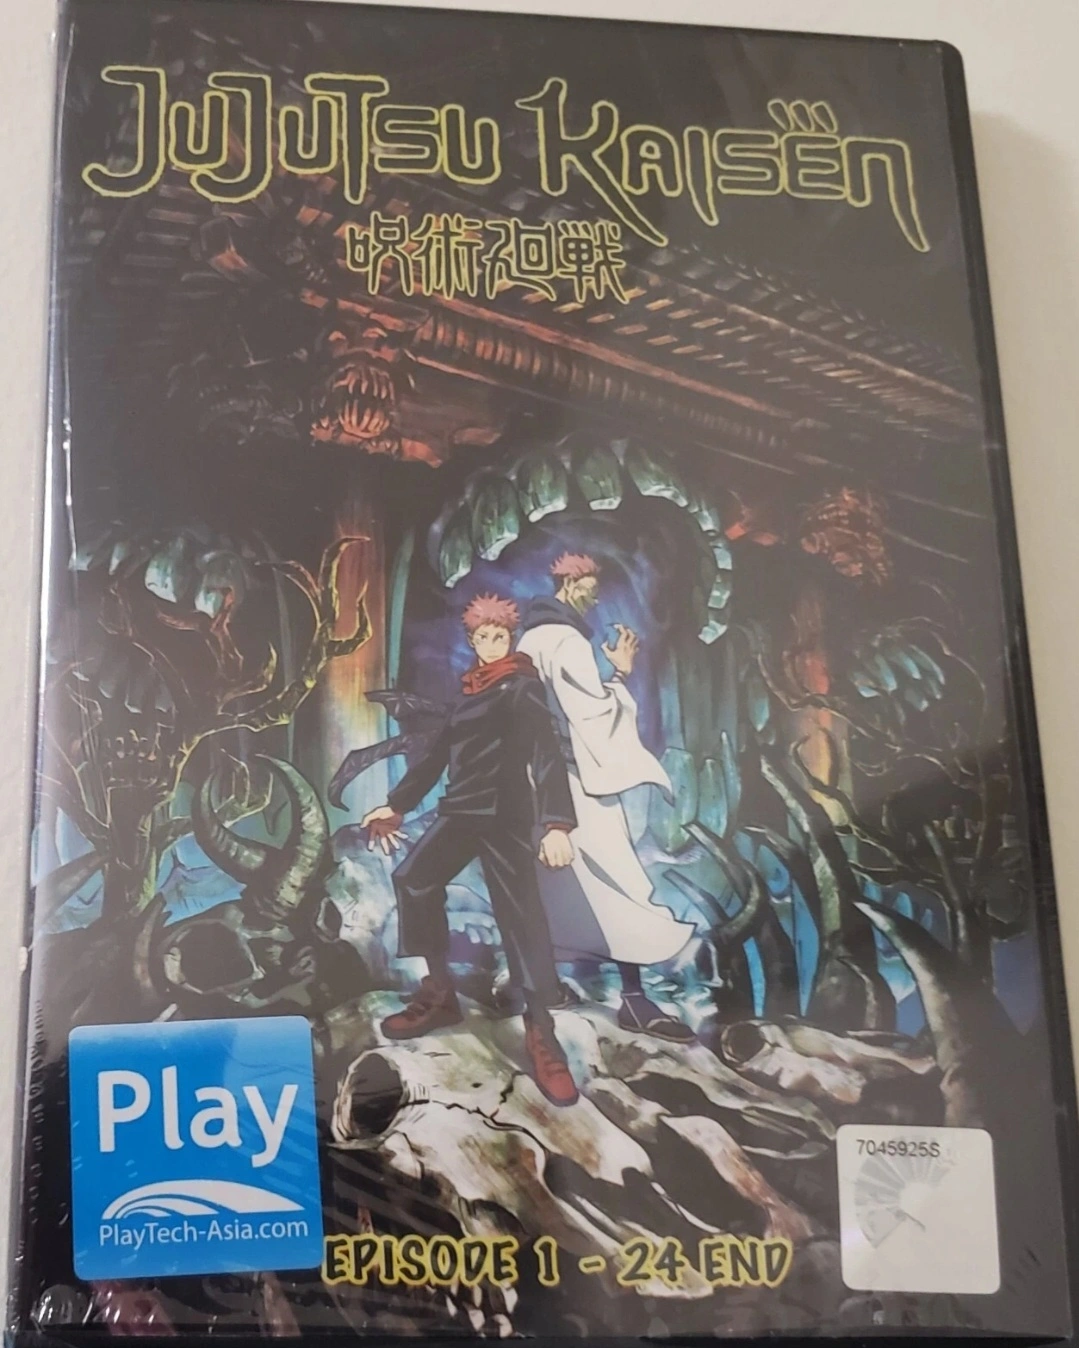 JUJUTSU KAISEN
呪術廻戦
Play
PlayTech-Asia.com
7045925S
EPISODE 1 - 24 END